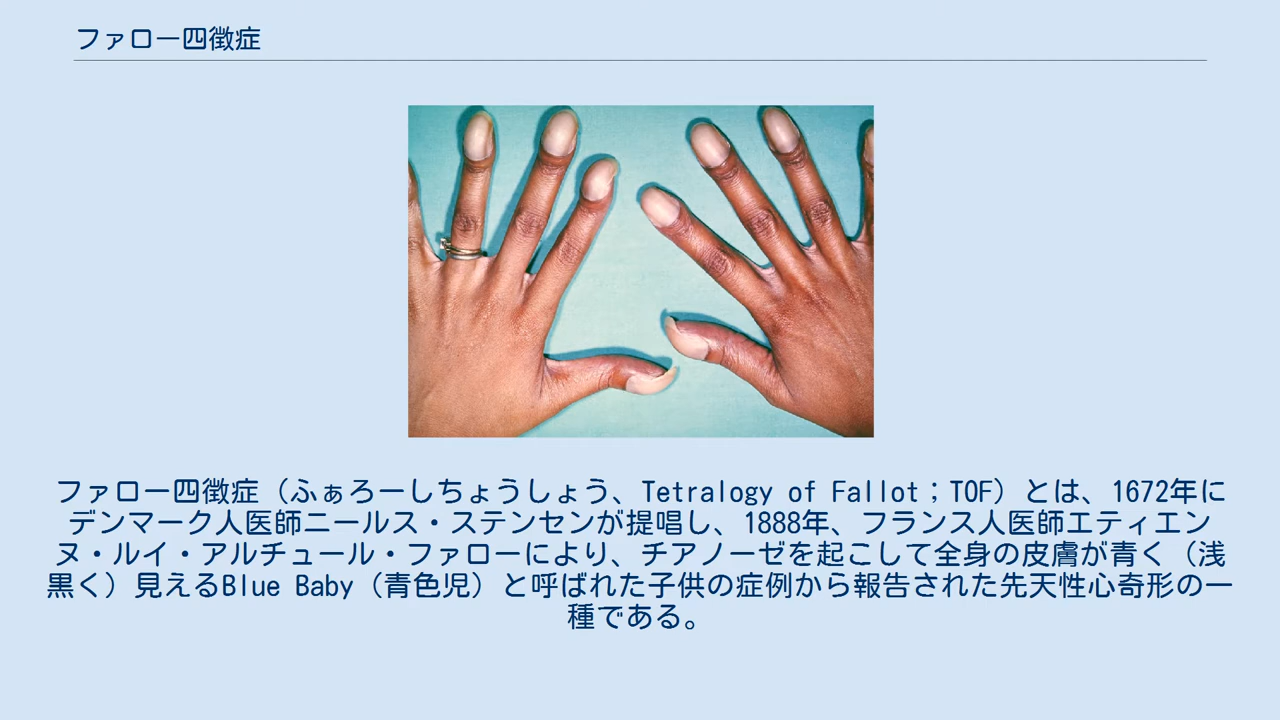 ファロー四徴症
ファロー四徴症（ふぁろーしちょうしょう、Tetralogy of Fallot；TOF）とは、1672年に
デンマーク人医師ニールス・ステンセンが提唱し、1888年、フランス人医師エティエン
ヌ・ルイ・アルチュール・ファローにより、チアノーゼを起こして全身の皮膚が青く（浅
黒く）見えるBlue Baby（青色児）と呼ばれた子供の症例から報告された先天性心奇形の一
種である。